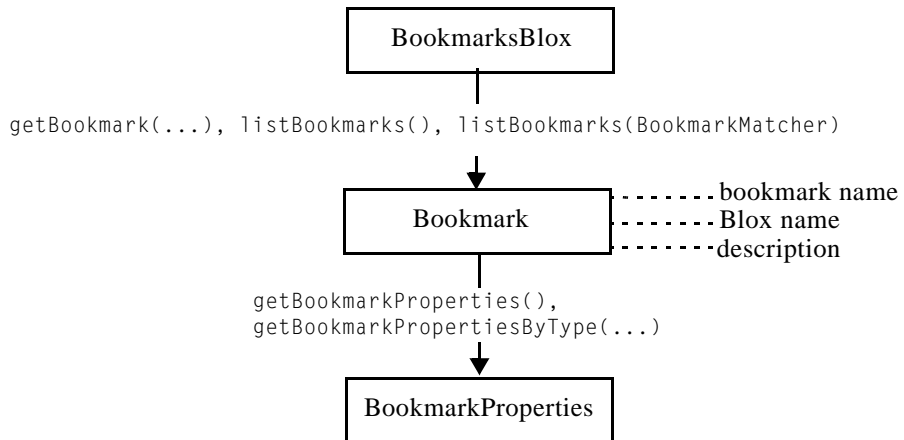 BookmarksBlox
getBookmark(...), listBookmarks(), listBookmarks(BookmarkMatcher)
Bookmark
bookmark name
Blox name
description
getBookmarkProperties(),
getBookmarkPropertiesByType(...)
BookmarkProperties